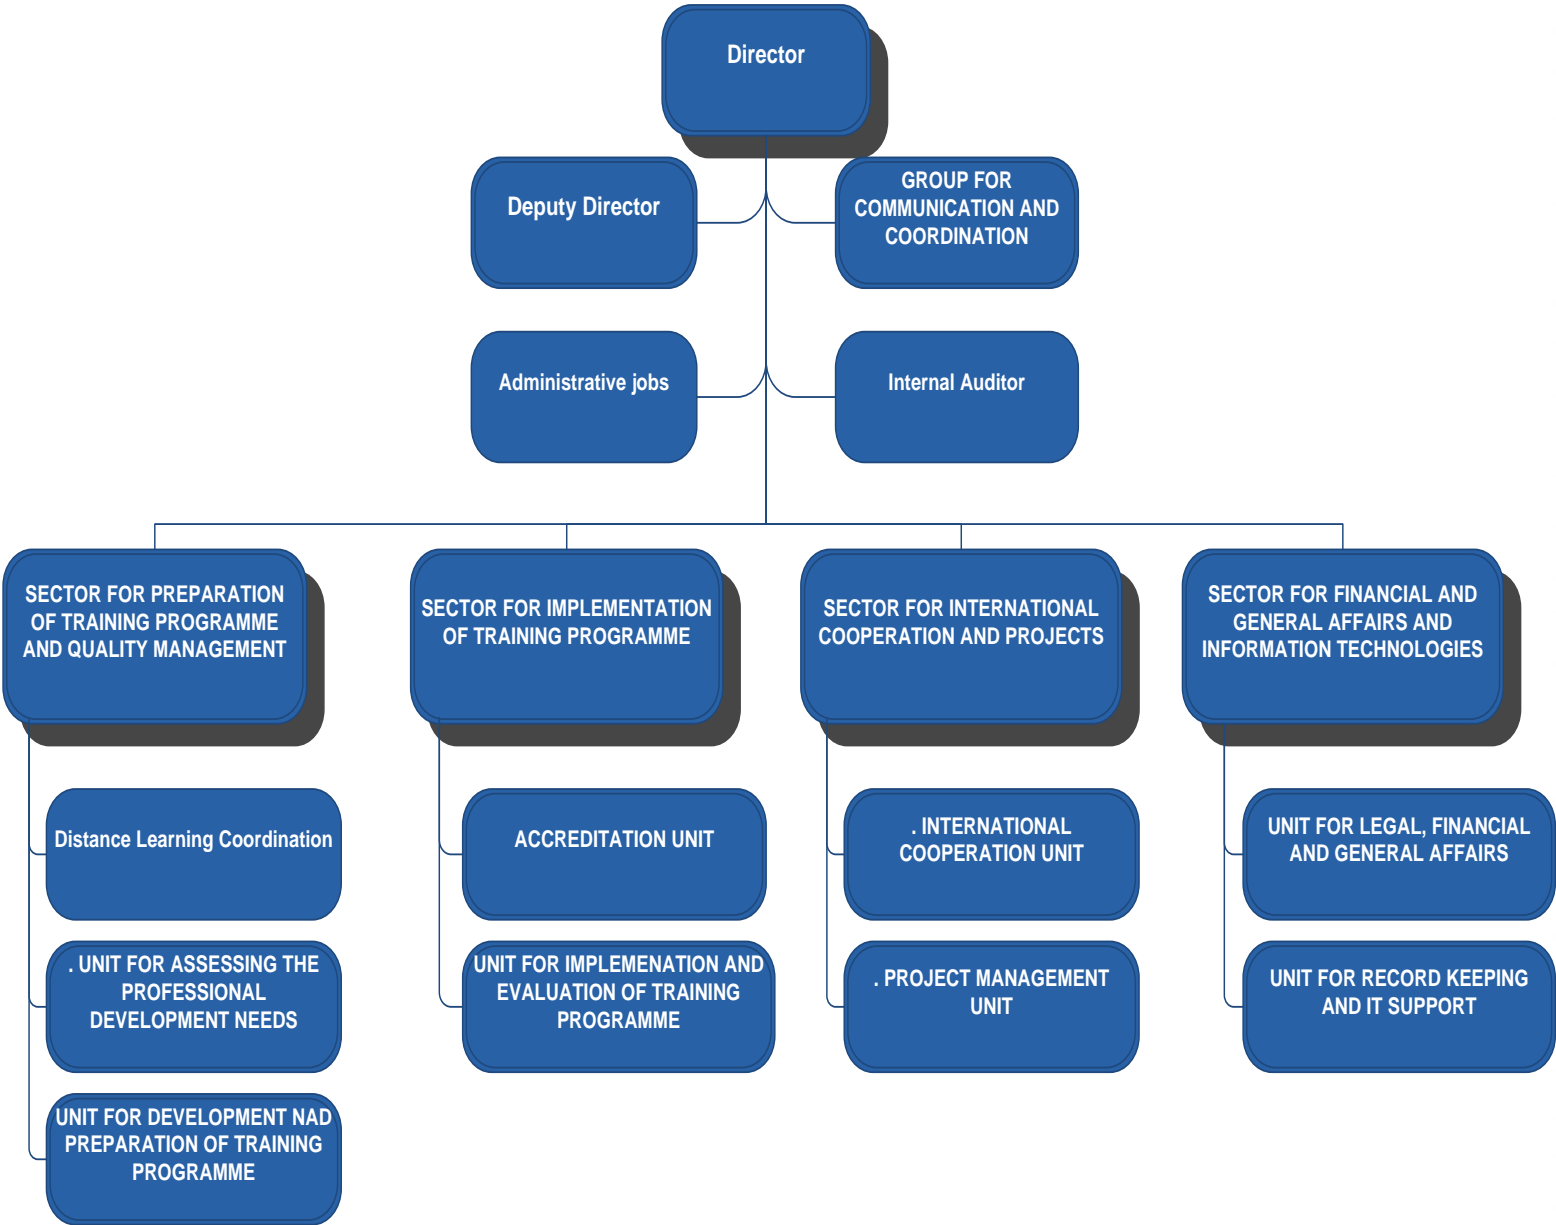 Director
Deputy Director
GROUP FOR
COMMUNICATION AND
COORDINATION
Administrative jobs
Internal Auditor
SECTOR FOR PREPARATION
OF TRAINING PROGRAMME
AND QUALITY MANAGEMENT
SECTOR FOR IMPLEMENTATION
OF TRAINING PROGRAMME
SECTOR FOR INTERNATIONAL
COOPERATION AND PROJECTS
SECTOR FOR FINANCIAL AND
GENERAL AFFAIRS AND
INFORMATION TECHNOLOGIES
Distance Learning Coordination
ACCREDITATION UNIT
. INTERNATIONAL
COOPERATION UNIT
UNIT FOR LEGAL, FINANCIAL
AND GENERAL AFFAIRS
. UNIT FOR ASSESSING THE
PROFESSIONAL
DEVELOPMENT NEEDS
UNIT FOR IMPLEMENATION AND
EVALUATION OF TRAINING
PROGRAMME
. PROJECT MANAGEMENT
UNIT
UNIT FOR RECORD KEEPING
AND IT SUPPORT
UNIT FOR DEVELOPMENT NAD
PREPARATION OF TRAINING
PROGRAMME